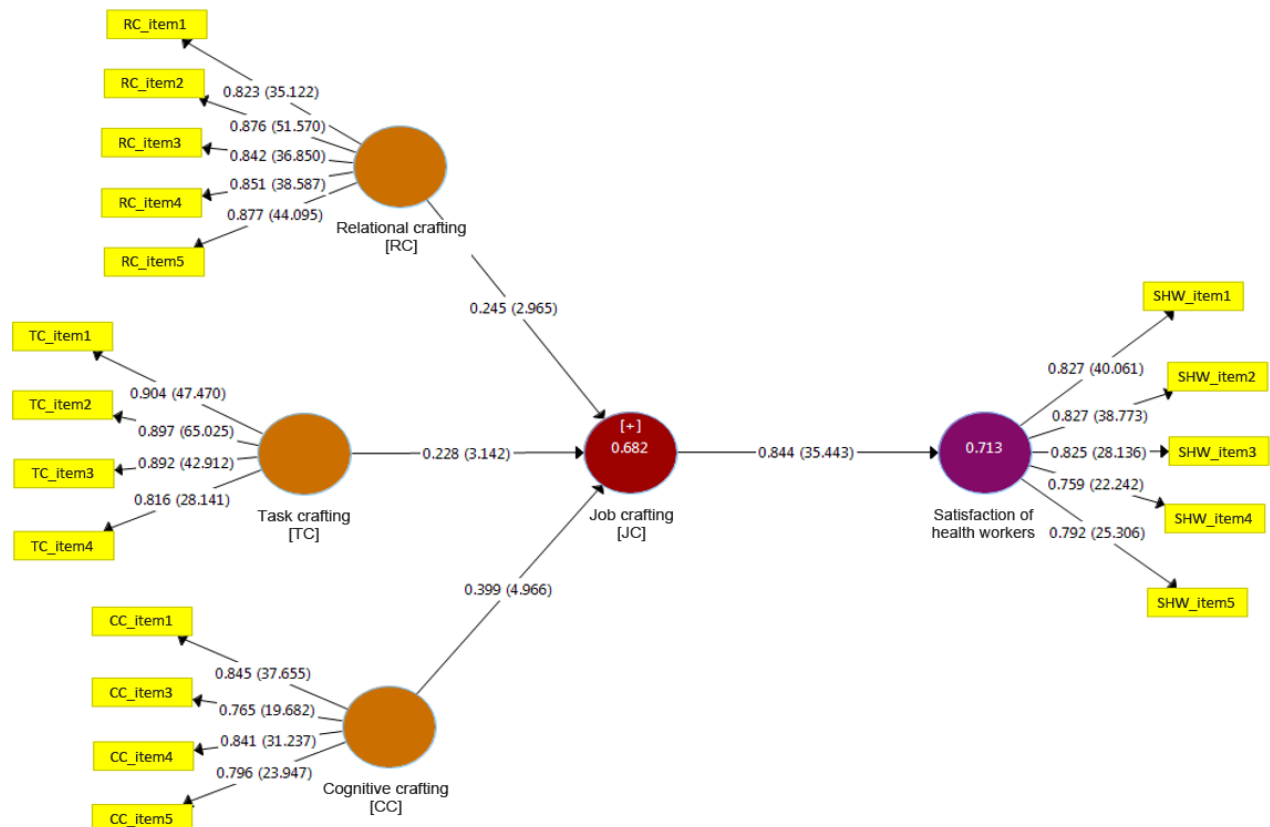 RC_item1
RC_item2
RC_item3
RC_item4
RC_item5
0.823 (35.122)
0.876 (51.570)
0.842 (36.850)
0.851 (38.587)
0.877 (44.095)
Relational crafting
[RC]
0.245 (2.965)
TC_item1
TC_item2
TC_item3
TC_item4
0.904 (47.470)
0.897 (65.025)
0.892 (42.912)
0.816 (28.141)
Task crafting
[TC]
0.228 (3.142)
CC_item1
CC_item3
CC_item4
CC_item5
0.845 (37.655)
0.765 (19.682)
0.841 (31.237)
0.796 (23.947)
Cognitive crafting
[CC]
0.399 (4.966)
[+]
0.682
Job crafting
[JC]
0.844 (35.443)
0.713
Satisfaction of
health workers
0.827 (40.061)
0.827 (38.773)
0.825 (28.136)
0.759 (22.242)
0.792 (25.306)
SHW_item1
SHW_item2
SHW_item3
SHW_item4
SHW_item5